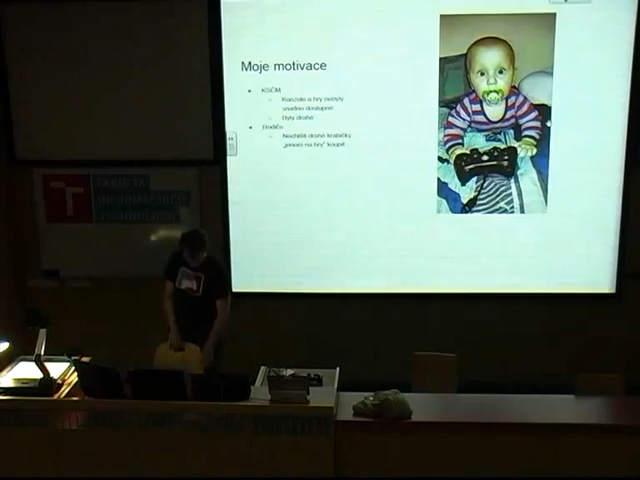 Moje motivace
KSČM
Konzole a hry nebyly
snadno dostupné
Byly drahé
Rodiče
Nechtěli drahé krabičky
„jenom na hry“ koupit
T
FAKULTA
INFORMAČNÍCH
TECHNOLOGIÍ